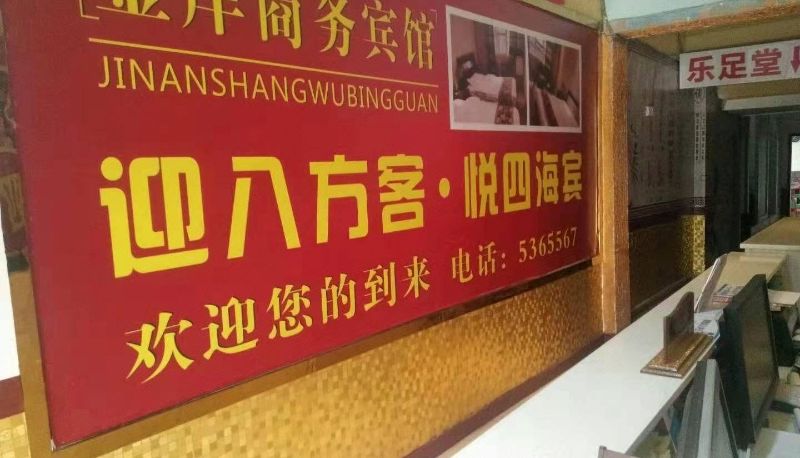 金岸商务宾馆
JINANSHANGWUBINGGUAN
迎八方客·悦四海宾
欢迎您的到来 电话：5365567
乐足堂